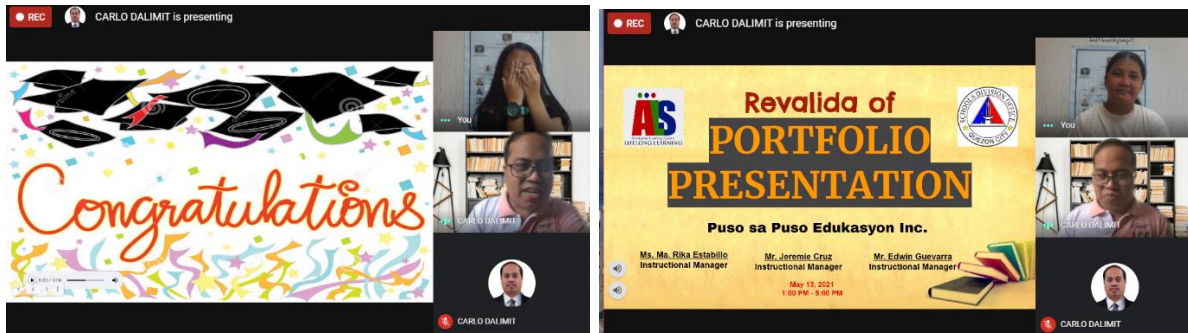 REC
CARLO DALIMIT is presenting
Congratulations
You
CARLO DALIMIT
CARLO DALIMIT
REC
CARLO DALIMIT is presenting
Revalida of
PORTFOLIO
PRESENTATION
ALS
LIFELONG LEARNING
SCHOOLS DIVISION OFFICE
QUEZON CITY
Puso sa Puso Edukasyon Inc.
Ms. Ma. Rika Estabillo
Instructional Manager
Mr. Jeremie Cruz
Instructional Manager
Mr. Edwin Guevarra
Instructional Manager
May 13, 2021
1:00 PM - 5:00 PM
You
CARLO DALIMIT
CARLO DALIMIT